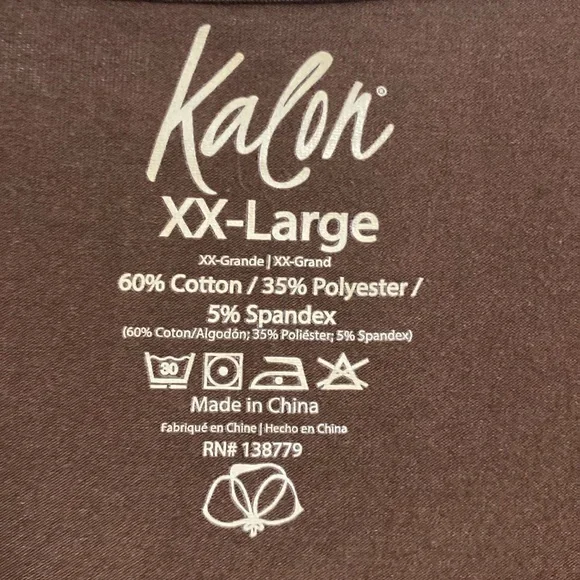 Kalon®
XX-Large
XX-Grande | XX-Grand
60% Cotton / 35% Polyester /
5% Spandex
(60% Coton/Algodón; 35% Poliéster; 5% Spandex)
30
Made in China
Fabriqué en Chine | Hecho en China
RN# 138779